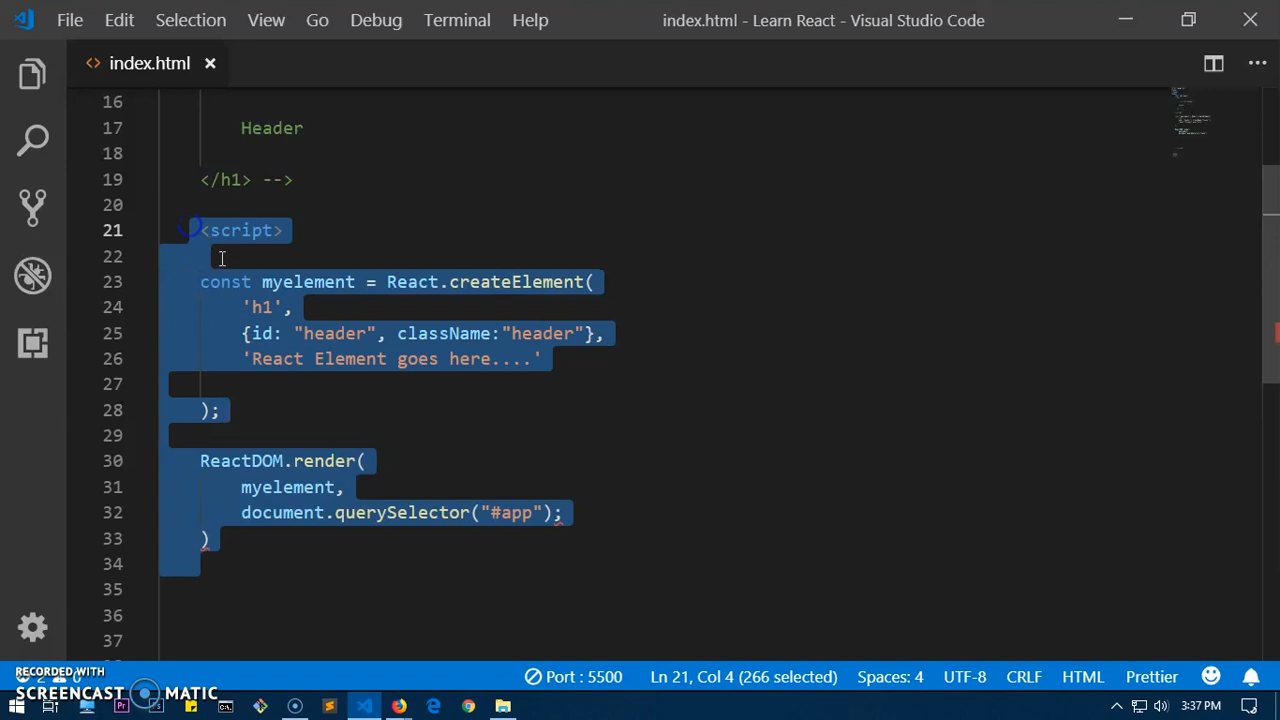 File Edit Selection View Go Debug Terminal Help index.html - Learn React - Visual Studio Code
<> index.html
16
17 Header
18
19 </h1> -->
20
21 <script>
22
23 const myelement = React.createElement(
24 'h1',
25 {id: "header", className:"header"},
26 'React Element goes here....'
27
28 );
29
30 ReactDOM.render(
31 myelement,
32 document.querySelector("#app");
33 )
34
35
36
37
Port : 5500 Ln 21, Col 4 (266 selected) Spaces: 4 UTF-8 CRLF HTML Prettier
RECORDED WITH
SCREENCAST MATIC
3:37 PM